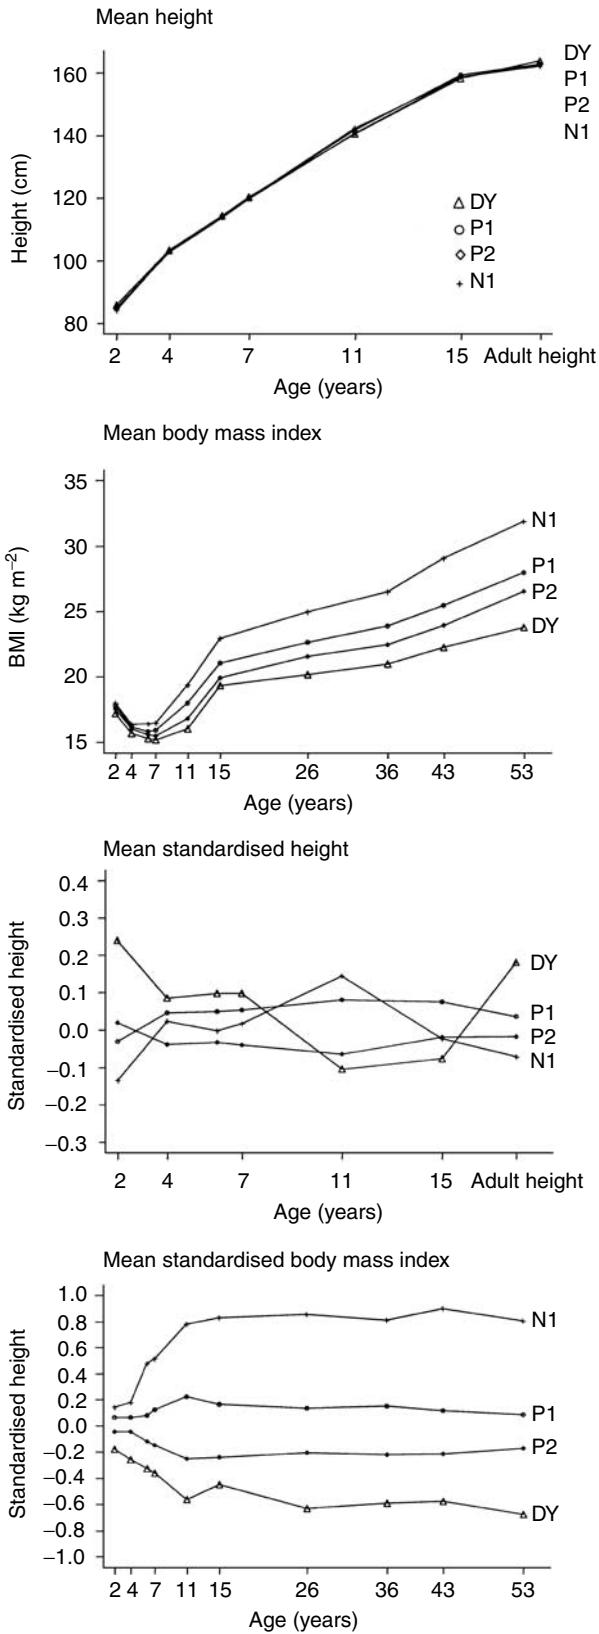 Mean height
160
140
120
100
80
Height (cm)
DY
P1
P2
N1
DY
P1
P2
N1
2 4 7 11 15 Adult height
Age (years)
Mean body mass index
35
30
25
20
15
BMI (kg m−2)
N1
P1
P2
DY
2 4 7 11 15 26 36 43 53
Age (years)
Mean standardised height
0.4
0.3
0.2
0.1
0.0
−0.1
−0.2
−0.3
Standardised height
DY
P1
P2
N1
2 4 7 11 15 Adult height
Age (years)
Mean standardised body mass index
1.0
0.8
0.6
0.4
0.2
0.0
−0.2
−0.4
−0.6
−0.8
−1.0
Standardised height
N1
P1
P2
DY
2 4 7 11 15 26 36 43 53
Age (years)